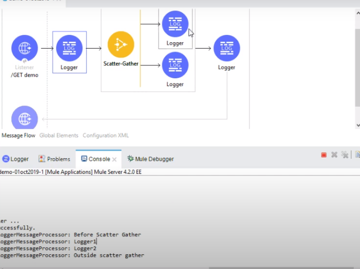 Listener
/GET demo
Logger
Scatter-Gather
Logger
Logger
Logger
Message Flow Global Elements Configuration XML
Logger Problems Console Mule Debugger
demo-01oct2019-1 [Mule Applications] Mule Server 4.2.0 EE
er ...
ccessfully.
oggerMessageProcessor: Before Scatter Gather
oggerMessageProcessor: Logger1
oggerMessageProcessor: Logger2
oggerMessageProcessor: Outside scatter gather